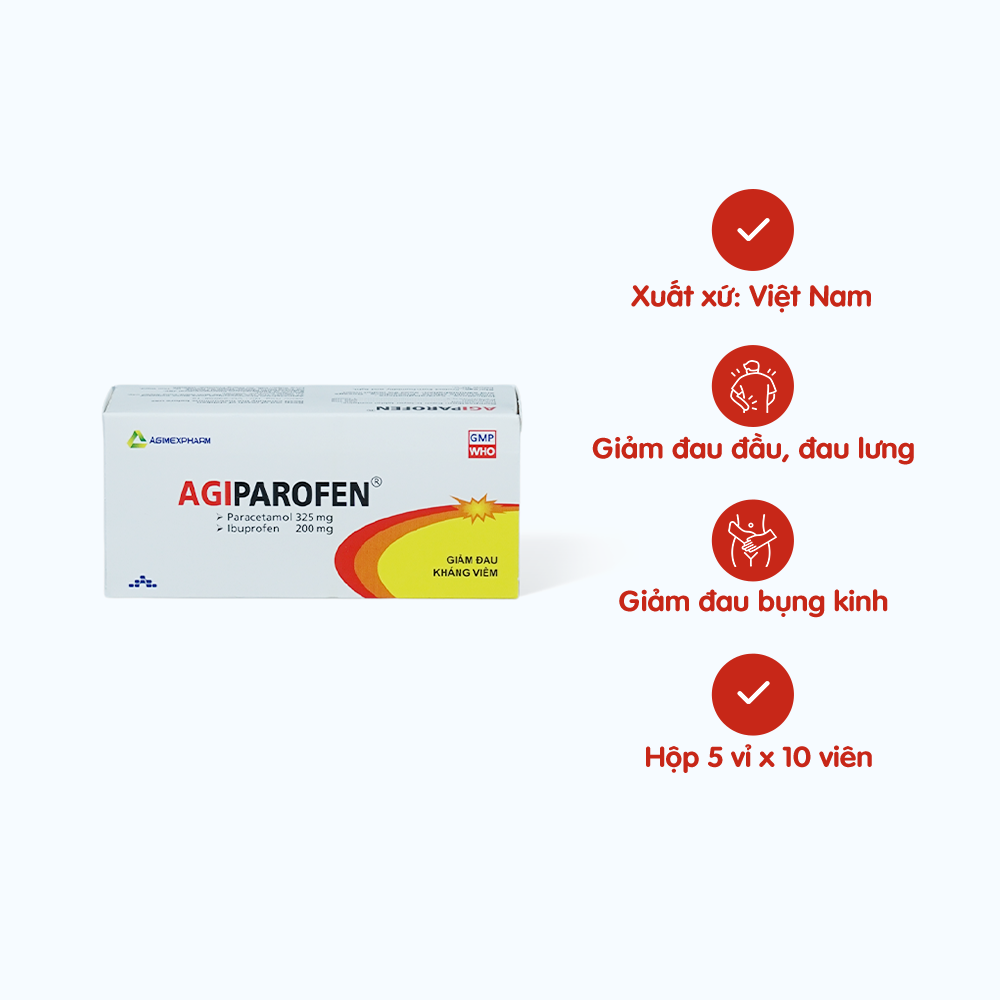 AGIPAROFEN
AGIMEXPHARM
GMP
WHO
AGIPAROFEN®
Paracetamol 325 mg
Ibuprofen 200 mg
GIẢM ĐAU
KHÁNG VIÊM
Xuất xứ: Việt Nam
Giảm đau đầu, đau lưng
Giảm đau bụng kinh
Hộp 5 vỉ x 10 viên